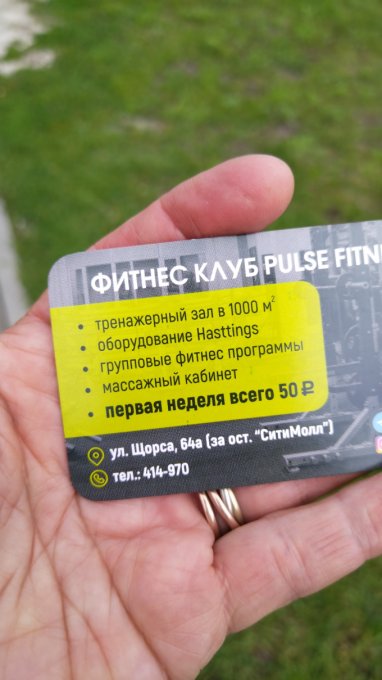 ФИТНЕС КЛУБ PULSE FITN
• тренажерный зал в 1000 м²
• оборудование Hasttings
• групповые фитнес программы
• массажный кабинет
• первая неделя всего 50 ₽
ул. Щорса, 64а (за ост. "СитиМолл")
тел.: 414-970